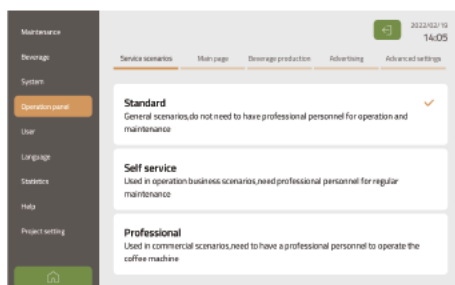 Maintenance
Beverage
System
Operation panel
User
Language
Statistics
Help
Project setting
2022/02/19
14:05
Service scenarios
Main page
Beverage production
Advertising
Advanced settings
Standard
General scenarios,do not need to have professional personnel for operation and
maintenance
Self service
Used in operation business scenarios,need professional personnel for regular
maintenance
Professional
Used in commercial scenarios,need to have a professional personnel to operate the
coffee machine